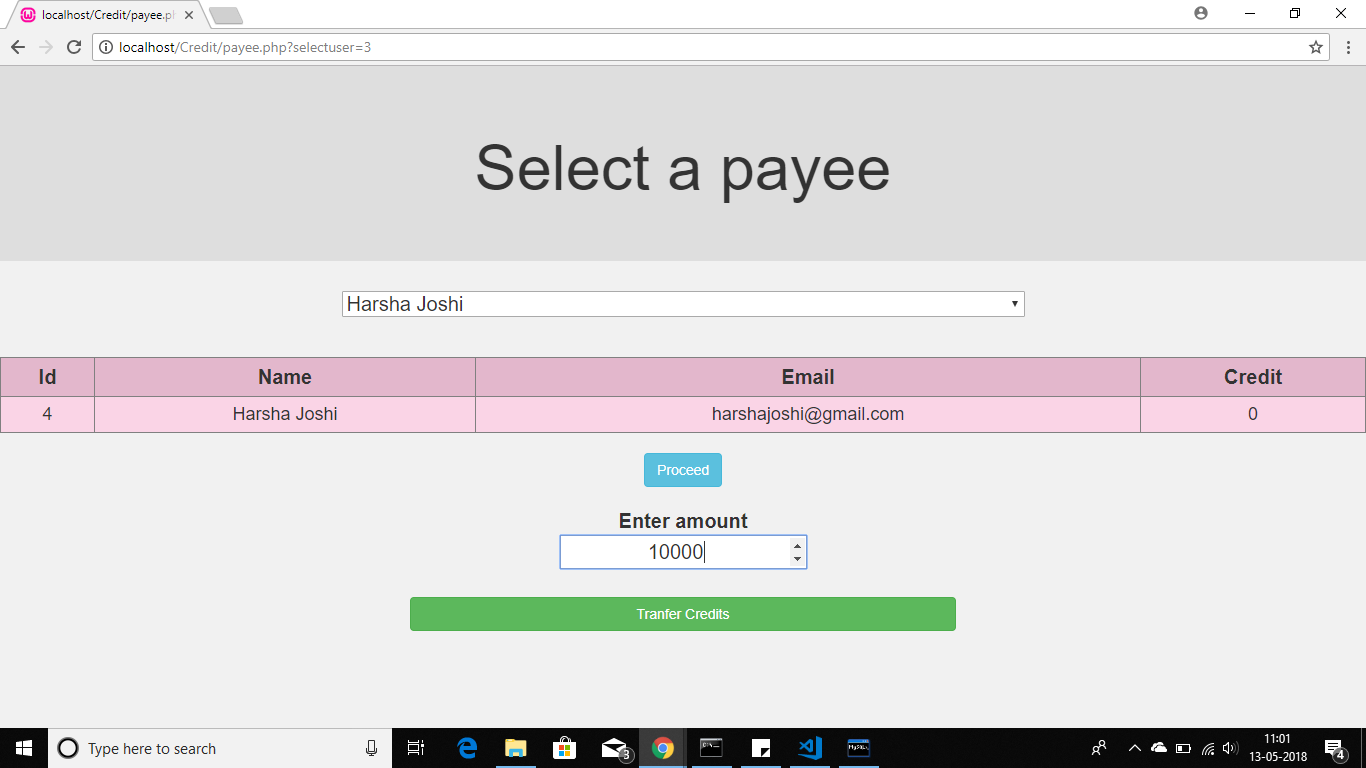 localhost/Credit/payee.p
localhost/Credit/payee.php?selectuser=3
Select a payee
Harsha Joshi
Id Name Email Credit
4 Harsha Joshi harshajoshi@gmail.com 0
Proceed
Enter amount
10000
Tranfer Credits
Type here to search
3
11:01
13-05-2018
4